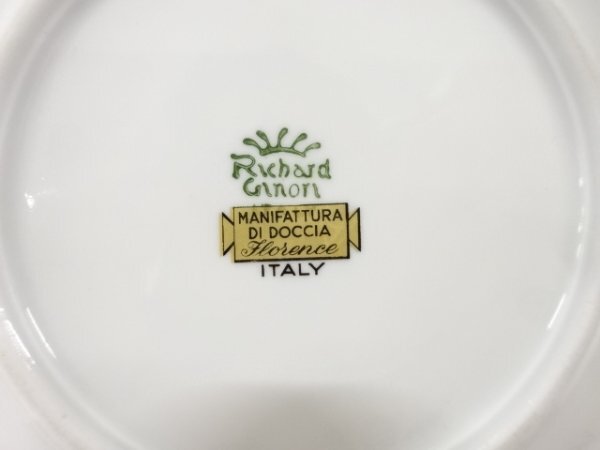 Richard
Ginori
MANIFATTURA
DI DOCCIA
Florence
ITALY